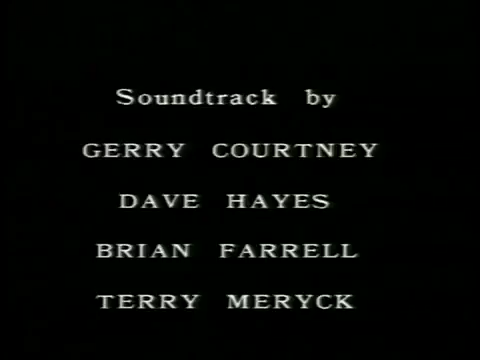 Soundtrack by
GERRY COURTNEY
DAVE HAYES
BRIAN FARRELL
TERRY MERYCK